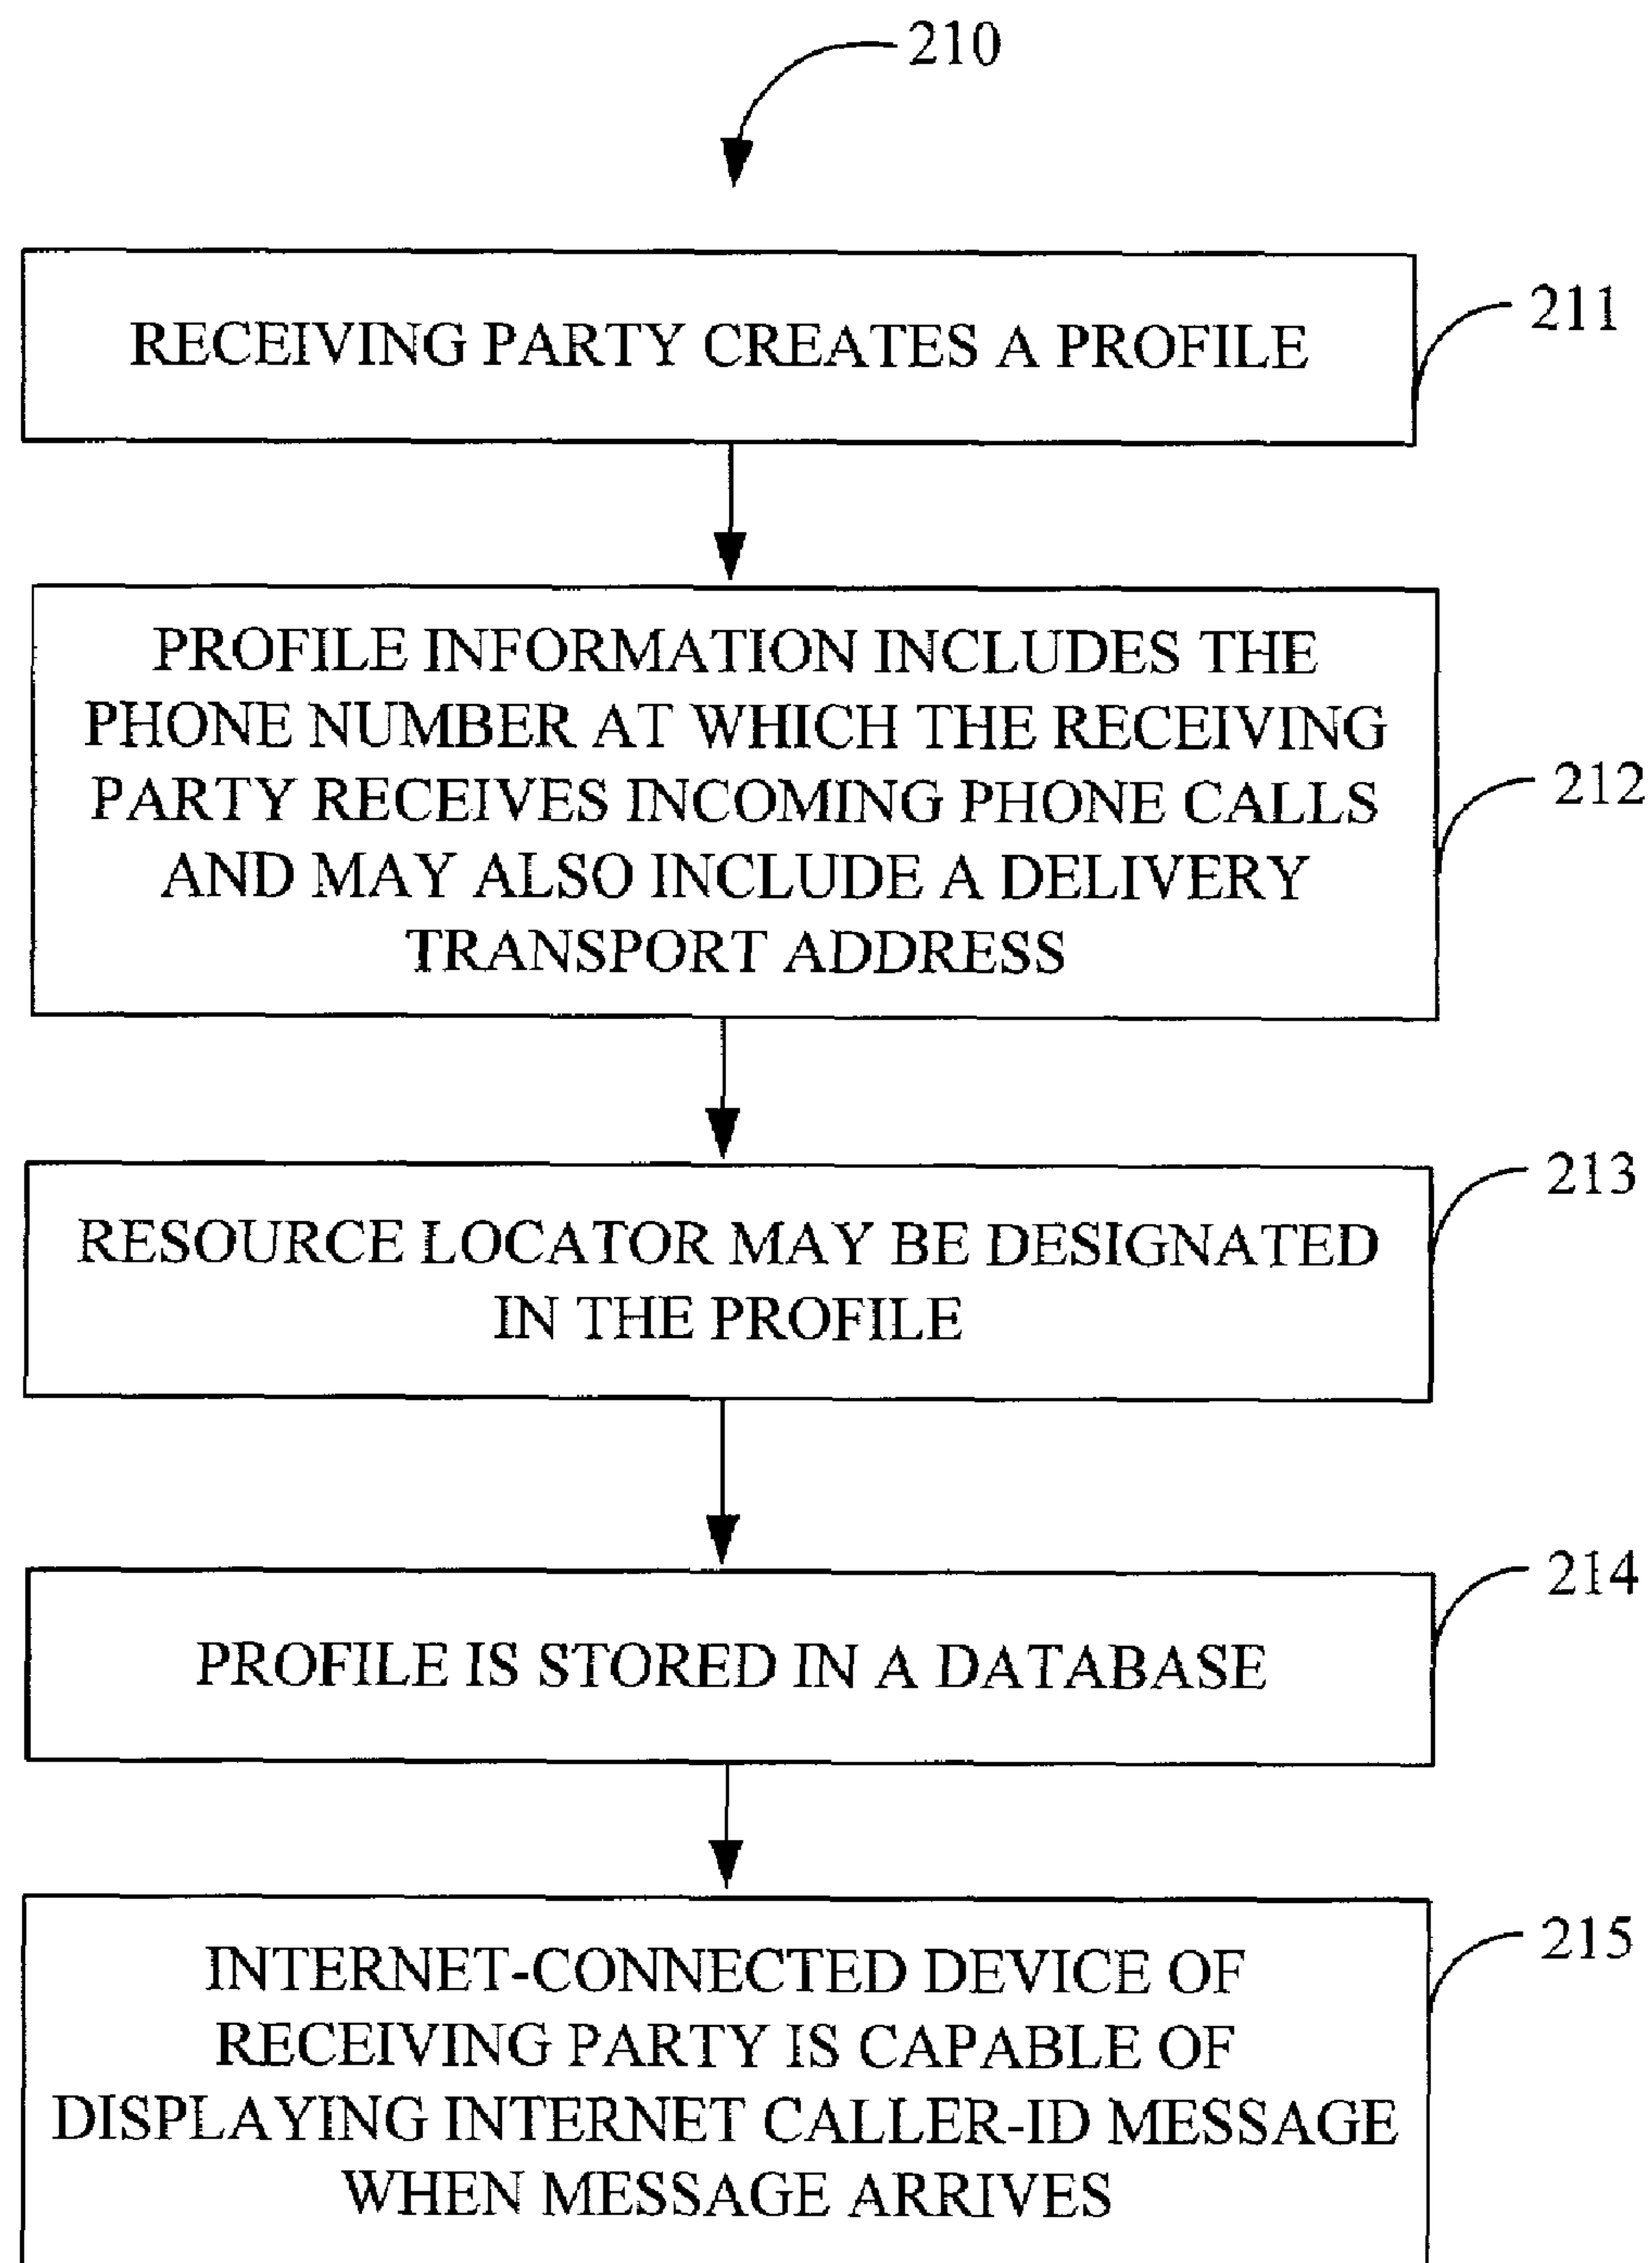 210
RECEIVING PARTY CREATES A PROFILE
211
PROFILE INFORMATION INCLUDES THE
PHONE NUMBER AT WHICH THE RECEIVING
PARTY RECEIVES INCOMING PHONE CALLS
AND MAY ALSO INCLUDE A DELIVERY
TRANSPORT ADDRESS
212
RESOURCE LOCATOR MAY BE DESIGNATED
IN THE PROFILE
213
PROFILE IS STORED IN A DATABASE
214
INTERNET-CONNECTED DEVICE OF
RECEIVING PARTY IS CAPABLE OF
DISPLAYING INTERNET CALLER-ID MESSAGE
WHEN MESSAGE ARRIVES
215